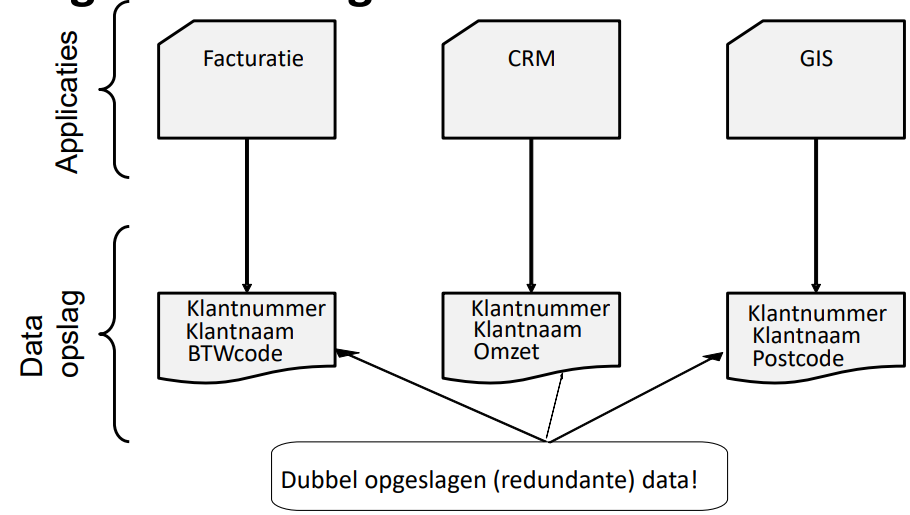 Applicaties
Facturatie
CRM
GIS
Data
opslag
Klantnummer
Klantnaam
BTWcode
Klantnummer
Klantnaam
Omzet
Klantnummer
Klantnaam
Postcode
Dubbel opgeslagen (redundante) data!